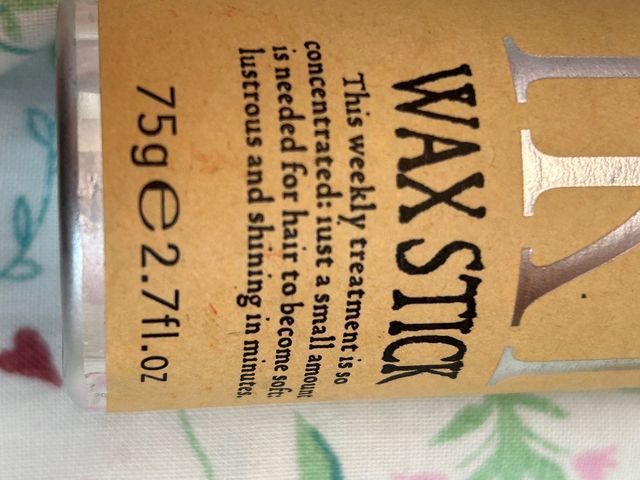 WAX STICK
This weekly treatment is so
concentrated: just a small amount
is needed for hair to become soft
lustrous and shining in minutes.
75g e 2.7fl.oz